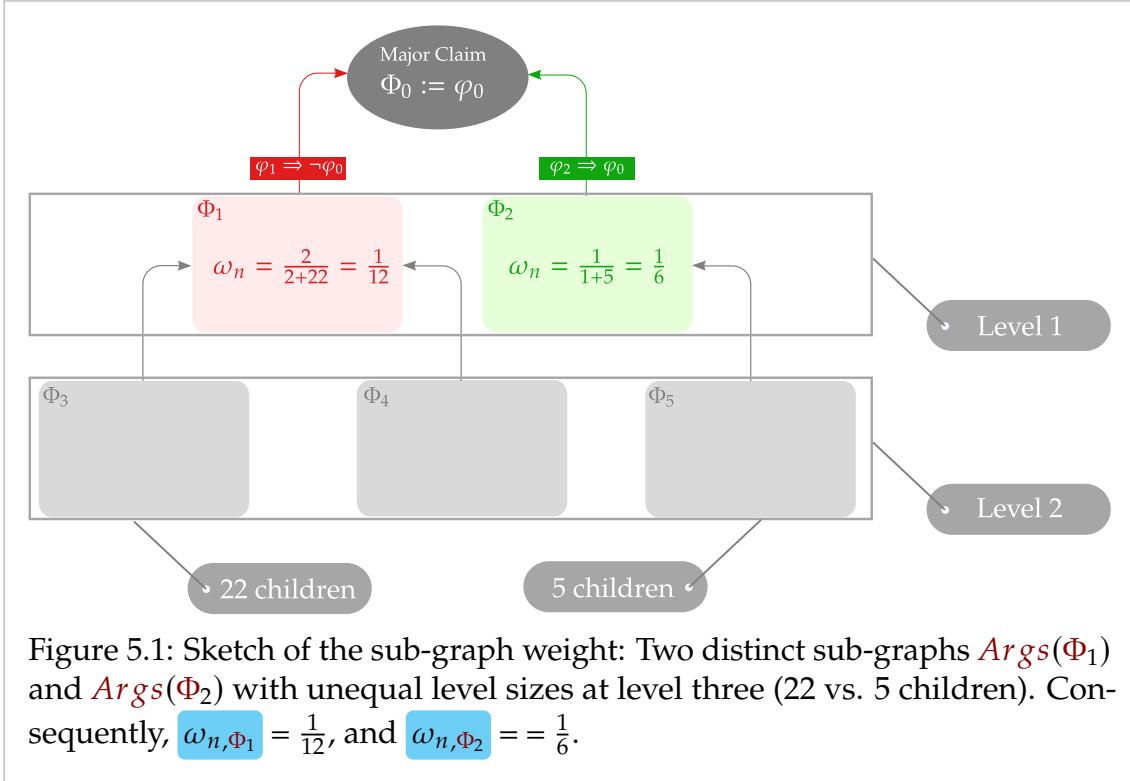 Major Claim
Φ₀ := φ₀
φ₁ ⇒ ¬φ₀
φ₂ ⇒ φ₀
Φ₁
ωₙ = 2/(2+22) = 1/12
Φ₂
ωₙ = 1/(1+5) = 1/6
Level 1
Φ₃
Φ₄
Φ₅
Level 2
22 children
5 children
Figure 5.1: Sketch of the sub-graph weight: Two distinct sub-graphs Args(Φ₁)
and Args(Φ₂) with unequal level sizes at level three (22 vs. 5 children). Con-
sequently, ωₙ,Φ₁ = 1/12, and ωₙ,Φ₂ = = 1/6.